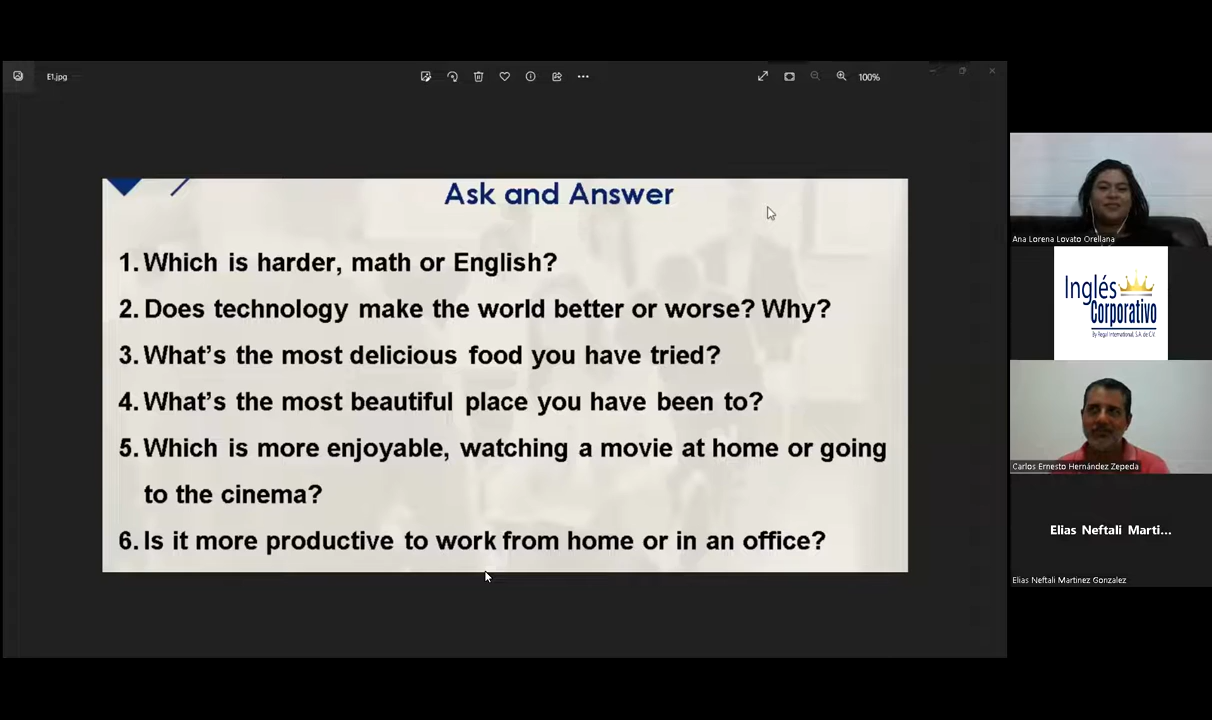 E1.jpg
100%
Ask and Answer
1. Which is harder, math or English?
2. Does technology make the world better or worse? Why?
3. What's the most delicious food you have tried?
4. What's the most beautiful place you have been to?
5. Which is more enjoyable, watching a movie at home or going
to the cinema?
6. Is it more productive to work from home or in an office?
Ana Lorena Lovato Orellana
Inglés
Corporativo
By Regal International, S.A. de C.V.
Carlos Ernesto Hernández Zepeda
Elias Neftali Marti...
Elias Neftali Martinez Gonzalez